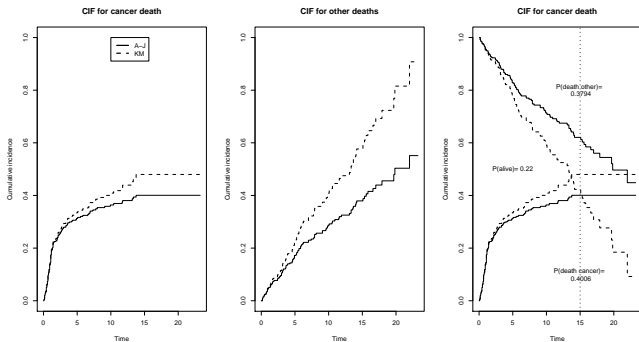 CIF for cancer death
Cumulative incidence
0.0 0.2 0.4 0.6 0.8 1.0
A−J
KM
0 5 10 15 20
Time
CIF for other deaths
Cumulative incidence
0.0 0.2 0.4 0.6 0.8 1.0
0 5 10 15 20
Time
CIF for cancer death
Cumulative incidence
0.0 0.2 0.4 0.6 0.8 1.0
P(death other)=
0.3794
P(alive)= 0.22
P(death cancer)=
0.4006
0 5 10 15 20
Time